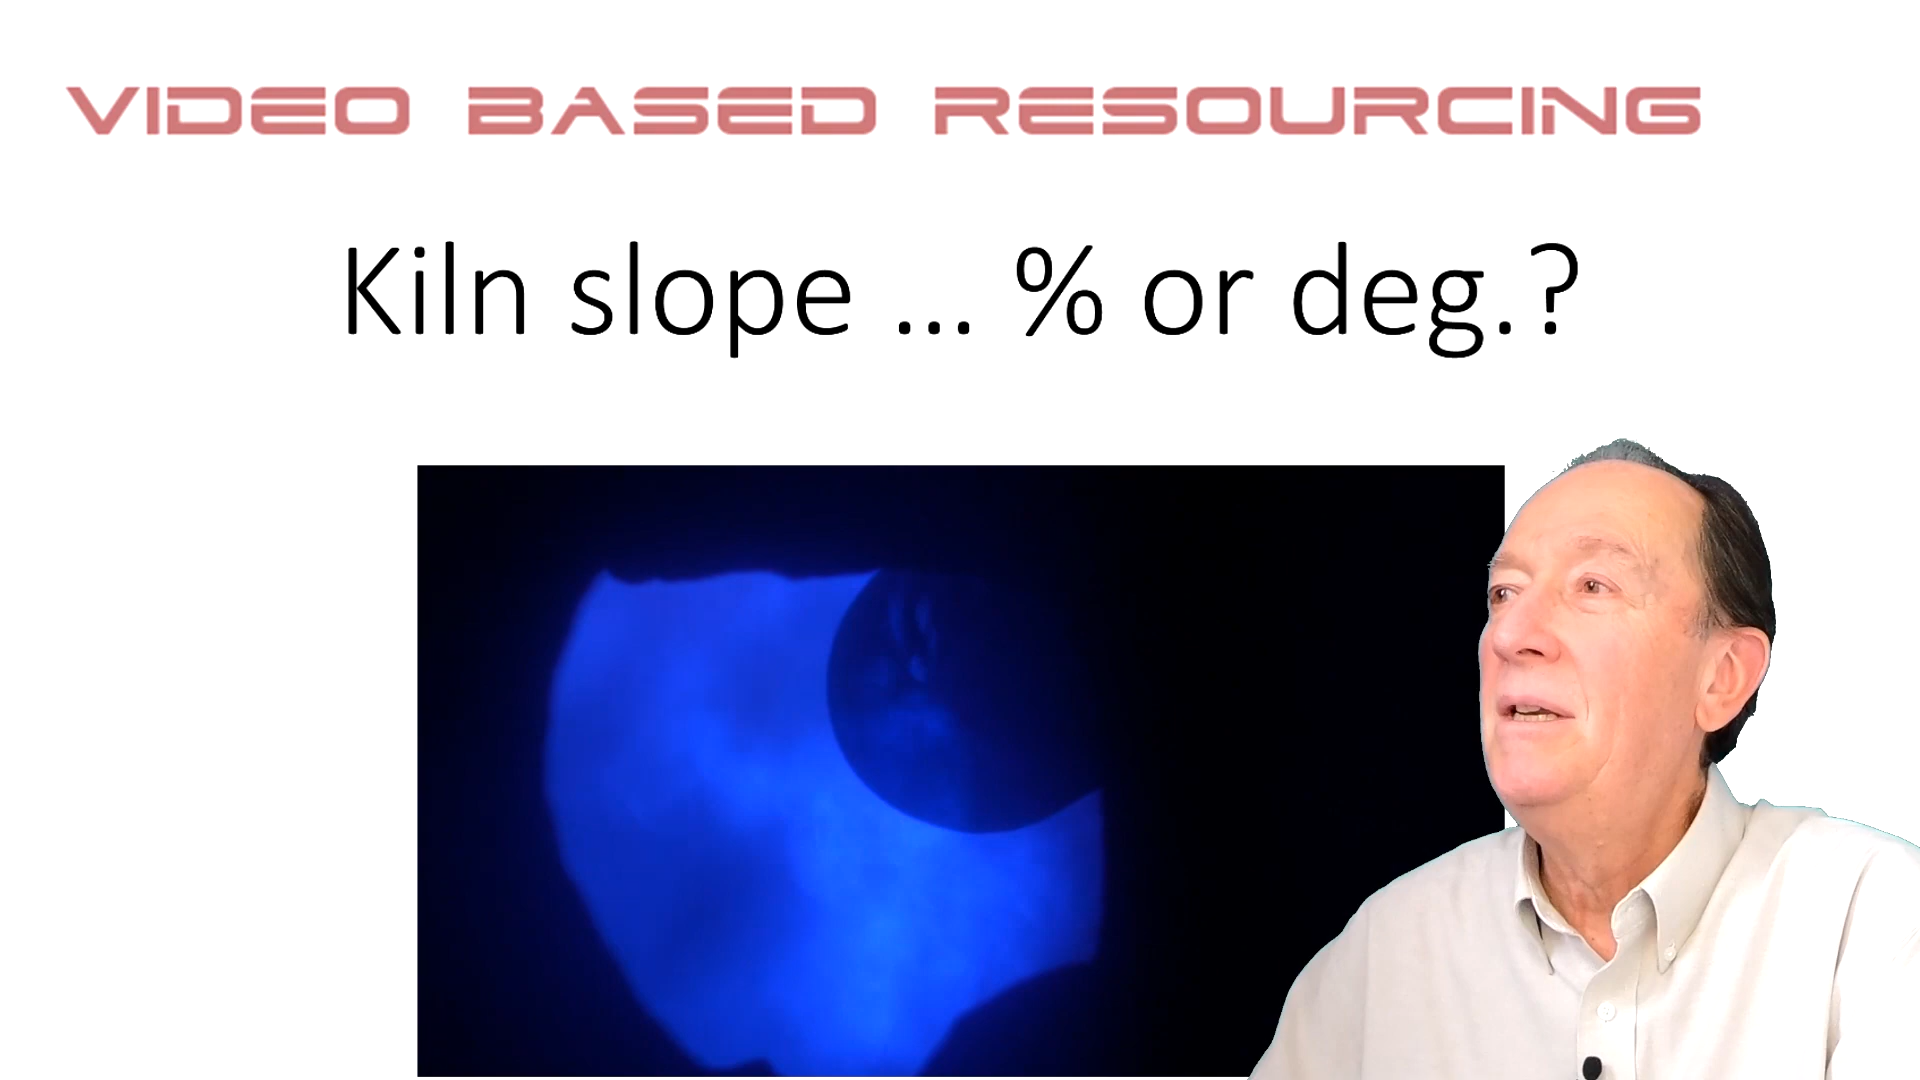 VIDEO BASED RESOURCING
Kiln slope ... % or deg.?